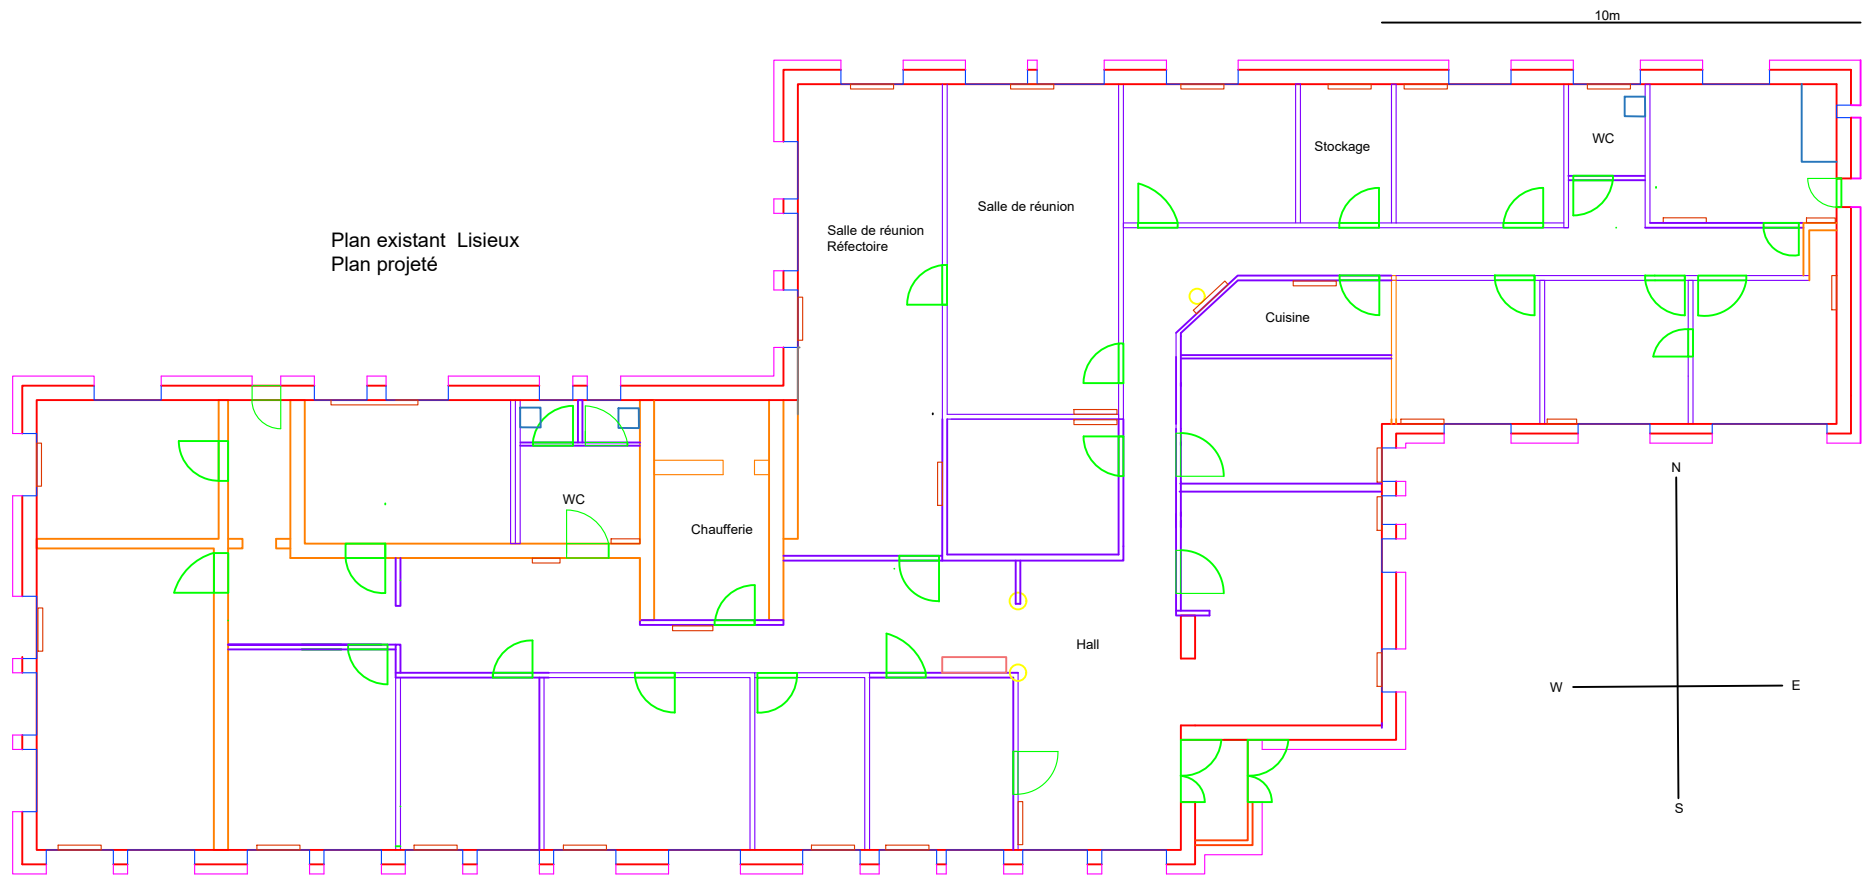 10m
Stockage
WC
Salle de réunion
Salle de réunion
Réfectoire
Plan existant  Lisieux
Plan projeté
Cuisine
N
WC
Chaufferie
Hall
W
E
S